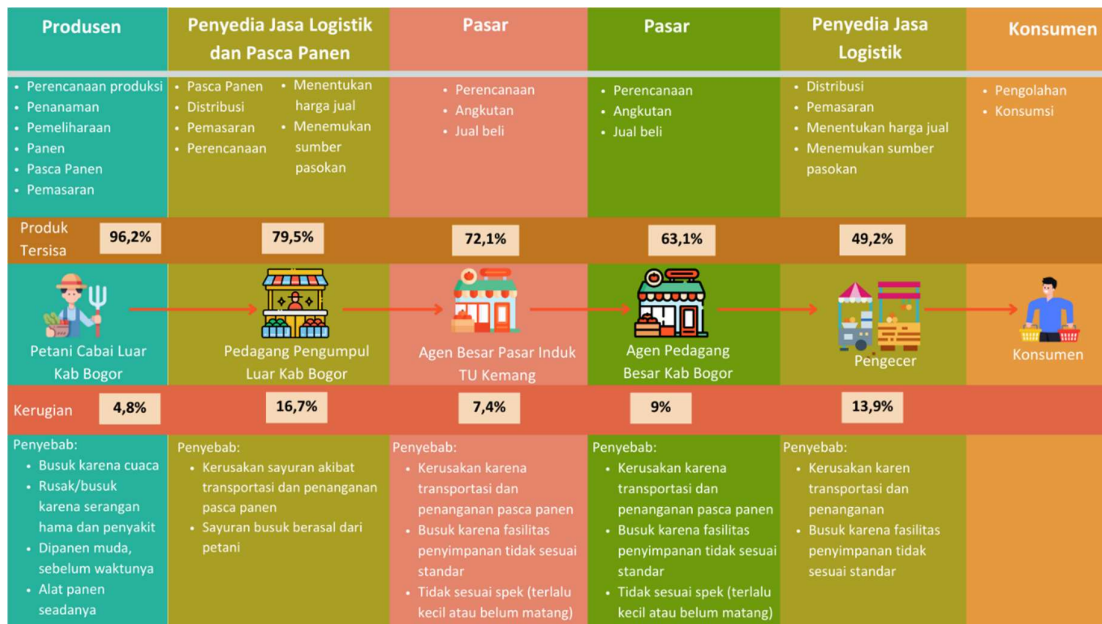 Produsen
Penyedia Jasa Logistik
dan Pasca Panen
Pasar
Pasar
Penyedia Jasa
Logistik
Konsumen
• Perencanaan produksi
• Penanaman
• Pemeliharaan
• Panen
• Pasca Panen
• Pemasaran
• Pasca Panen
• Distribusi
• Pemasaran
• Perencanaan
• Menentukan
harga jual
• Menemukan
sumber
pasokan
• Perencanaan
• Angkutan
• Jual beli
• Perencanaan
• Angkutan
• Jual beli
• Distribusi
• Pemasaran
• Menentukan harga jual
• Menemukan sumber
pasokan
• Pengolahan
• Konsumsi
Produk
Tersisa
96,2%
79,5%
72,1%
63,1%
49,2%
Petani Cabai Luar
Kab Bogor
Pedagang Pengumpul
Luar Kab Bogor
Agen Besar Pasar Induk
TU Kemang
Agen Pedagang
Besar Kab Bogor
Pengecer
Konsumen
Kerugian
4,8%
16,7%
7,4%
9%
13,9%
Penyebab:
• Busuk karena cuaca
• Rusak/busuk
karena serangan
hama dan penyakit
• Dipanen muda,
sebelum waktunya
• Alat panen
seadanya
Penyebab:
• Kerusakan sayuran akibat
transportasi dan penanganan
pasca panen
• Sayuran busuk berasal dari
petani
Penyebab:
• Kerusakan karena
transportasi dan
penanganan pasca panen
• Busuk karena fasilitas
penyimpanan tidak sesuai
standar
• Tidak sesuai spek (terlalu
kecil atau belum matang)
Penyebab:
• Kerusakan karena
transportasi dan
penanganan pasca panen
• Busuk karena fasilitas
penyimpanan tidak sesuai
standar
• Tidak sesuai spek (terlalu
kecil atau belum matang)
Penyebab:
• Kerusakan karen
transportasi dan
penanganan
• Busuk karena fasilitas
penyimpanan tidak
sesuai standar